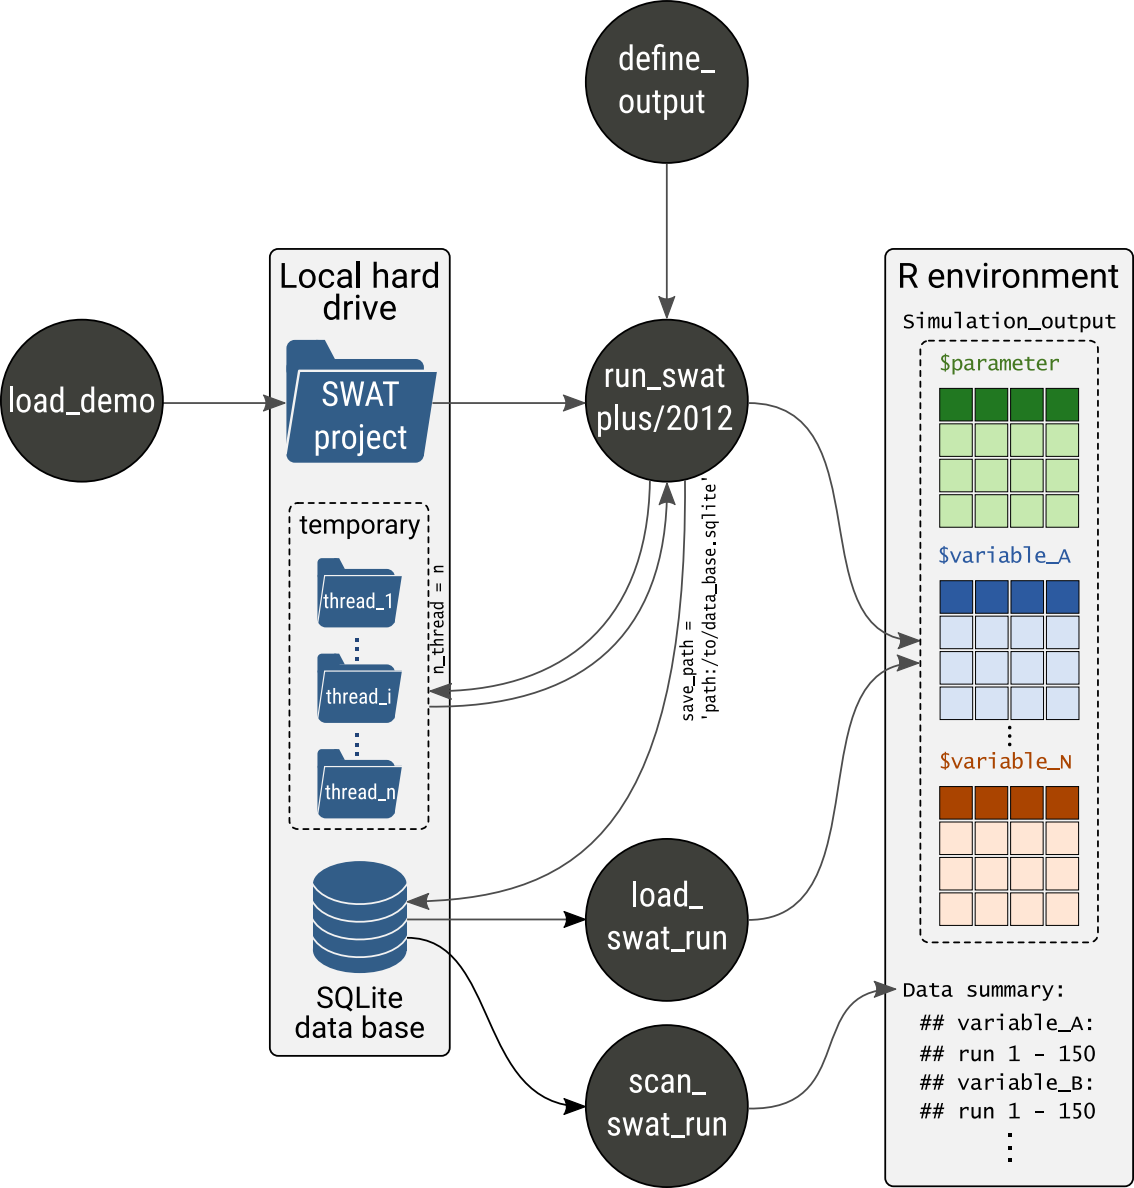 define_
output
load_demo
Local hard
drive
SWAT
project
temporary
thread_1
thread_i
thread_n
n_thread = n
SQLite
data base
run_swat
plus/2012
save_path =
'path:/to/data_base.sqlite'
load_
swat_run
scan_
swat_run
R environment
Simulation_output
$parameter
$variable_A
$variable_N
Data summary:
## variable_A:
## run 1 - 150
## variable_B:
## run 1 - 150